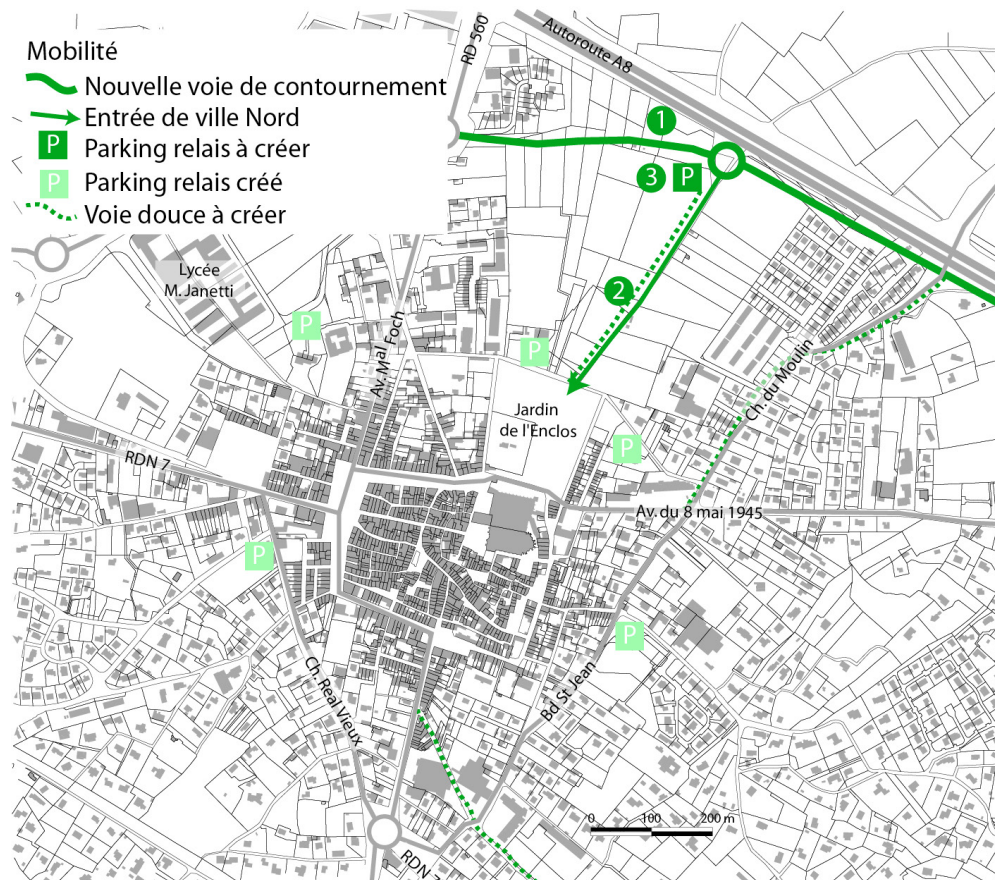 Mobilité
Nouvelle voie de contournement
Entrée de ville Nord
P Parking relais à créer
P Parking relais créé
Voie douce à créer
RD 560
Autoroute A8
1
3 P
2
Lycée
M. Janetti
P
Av. Mal Foch
P
Jardin
de l'Enclos
Ch. du Moulin
P
RDN 7
Av. du 8 mai 1945
P
P
Ch. Real Vieux
Bd St Jean
0 100 200 m
RDN 7